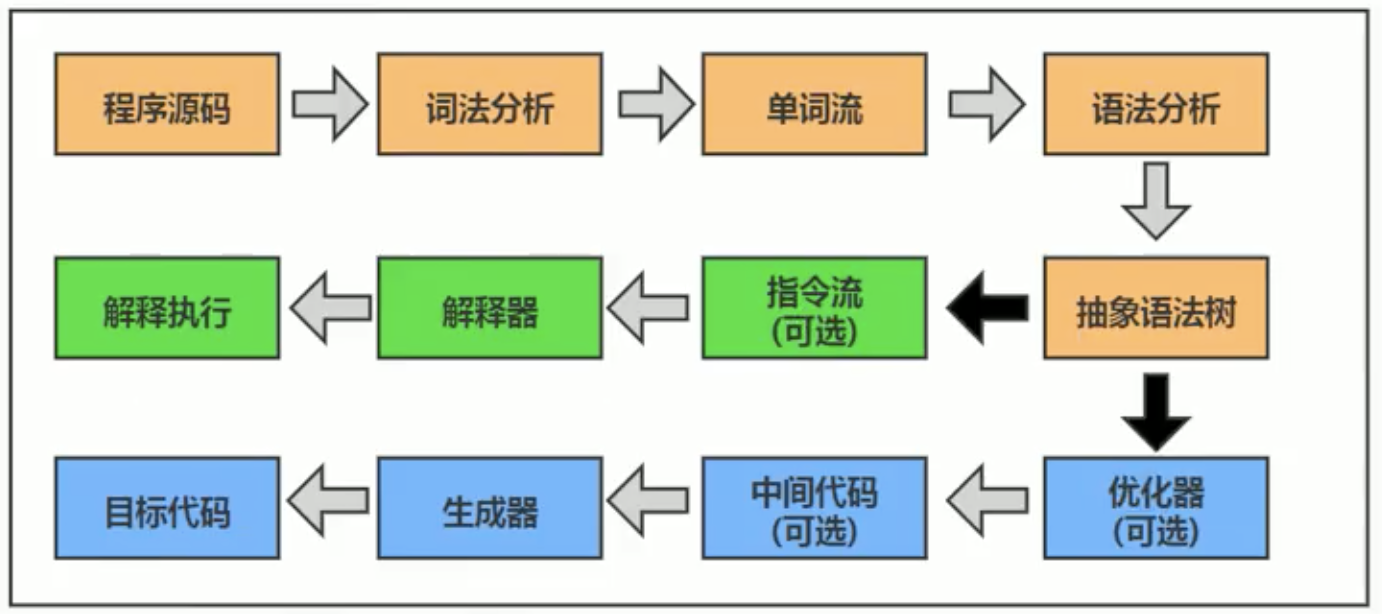 程序源码
词法分析
单词流
语法分析
解释执行
解释器
指令流
(可选)
抽象语法树
目标代码
生成器
中间代码
(可选)
优化器
(可选)